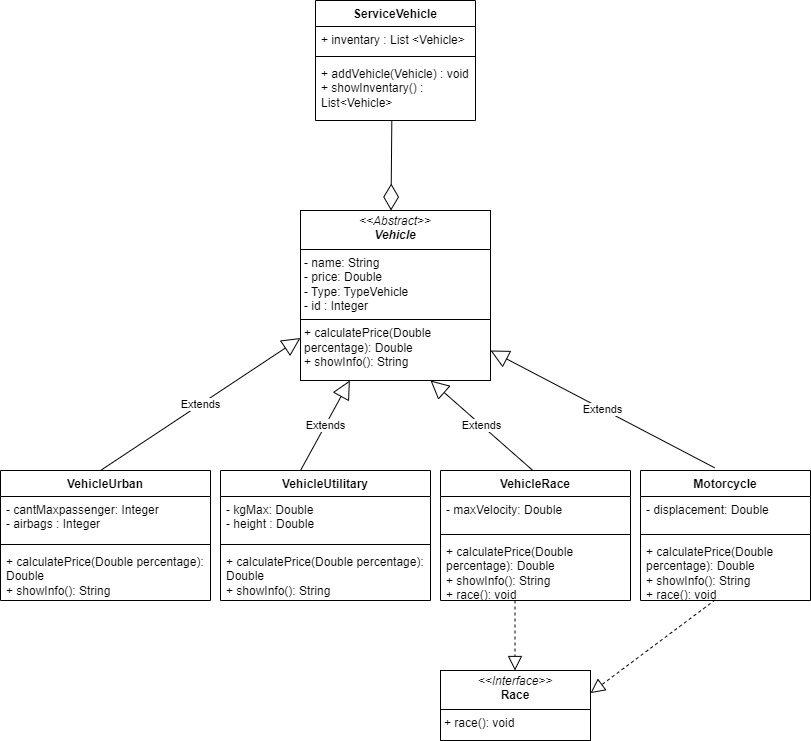 ServiceVehicle
+ inventary : List <Vehicle>
+ addVehicle(Vehicle) : void
+ showInventary() :
List<Vehicle>
<<Abstract>>
Vehicle
- name: String
- price: Double
- Type: TypeVehicle
- id : Integer
+ calculatePrice(Double
percentage): Double
+ showInfo(): String
Extends
Extends
Extends
Extends
VehicleUrban
- cantMaxpassenger: Integer
- airbags : Integer
+ calculatePrice(Double percentage):
Double
+ showInfo(): String
VehicleUtilitary
- kgMax: Double
- height : Double
+ calculatePrice(Double percentage):
Double
+ showInfo(): String
VehicleRace
- maxVelocity: Double
+ calculatePrice(Double
percentage): Double
+ showInfo(): String
+ race(): void
Motorcycle
- displacement: Double
+ calculatePrice(Double
percentage): Double
+ showInfo(): String
+ race(): void
<<Interface>>
Race
+ race(): void